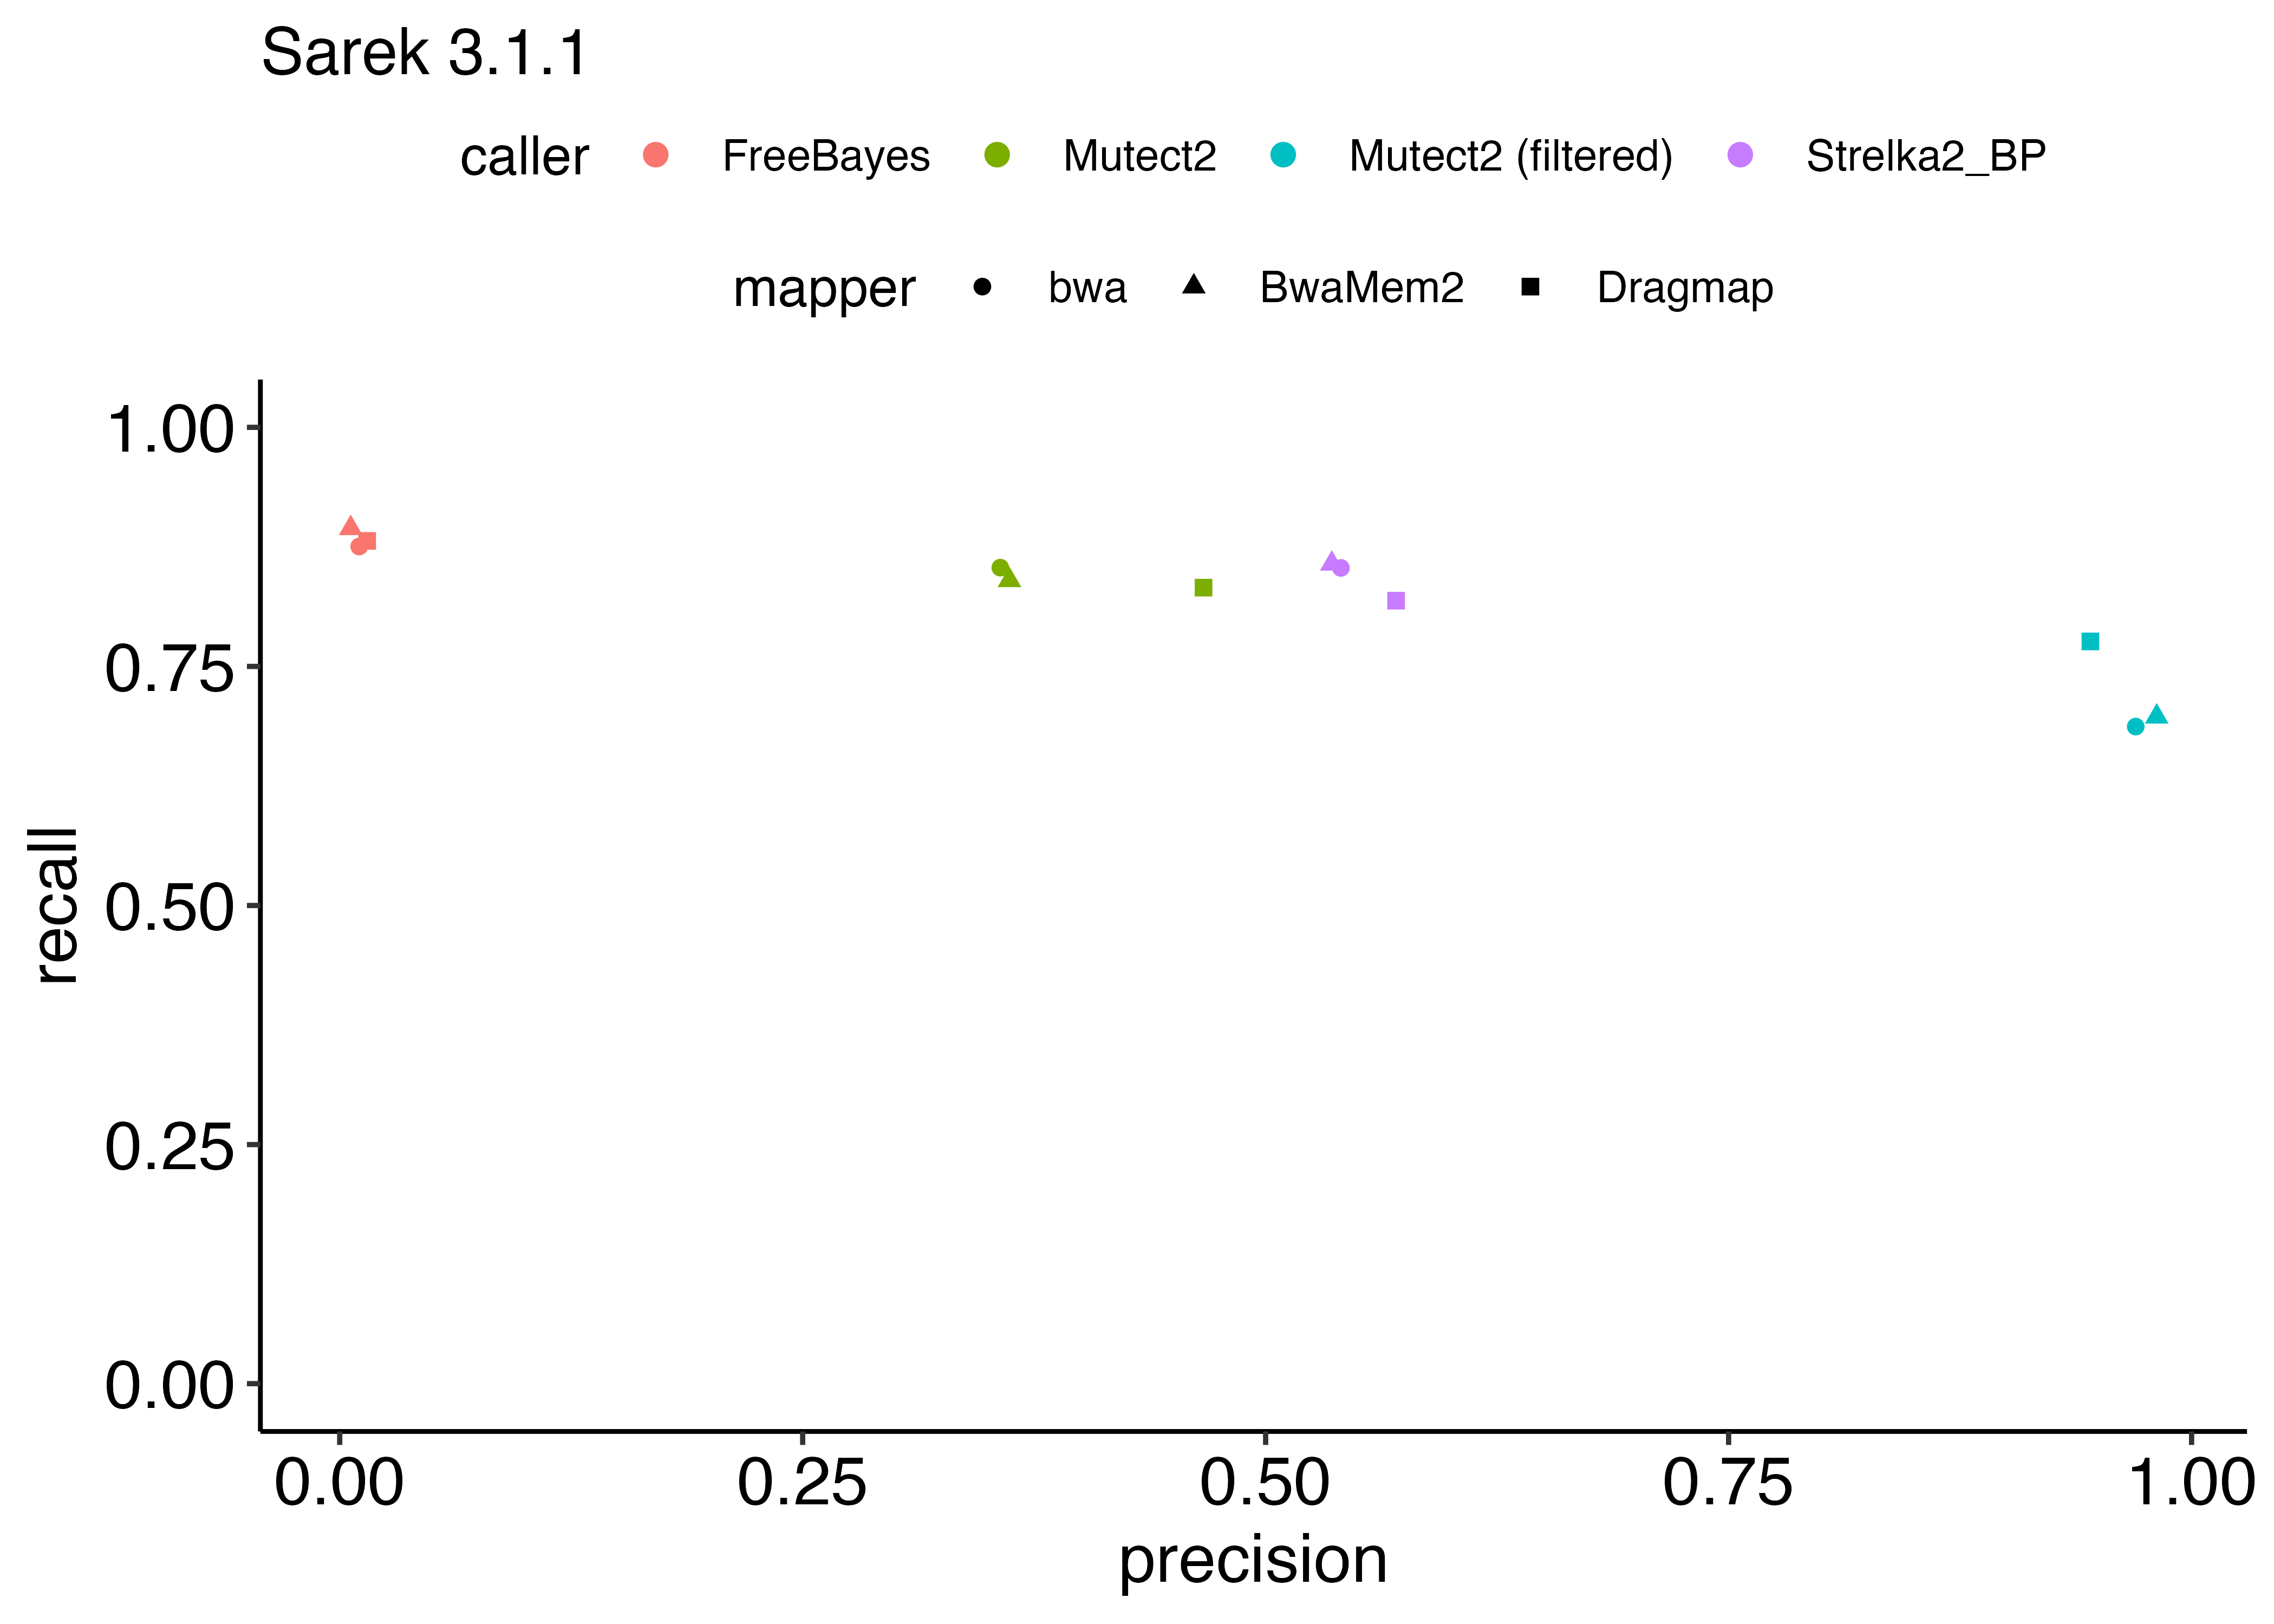 Sarek 3.1.1
caller FreeBayes Mutect2 Mutect2 (filtered) Strelka2_BP
mapper bwa BwaMem2 Dragmap
1.00
0.75
0.50
0.25
0.00
recall
0.00 0.25 0.50 0.75 1.00
precision